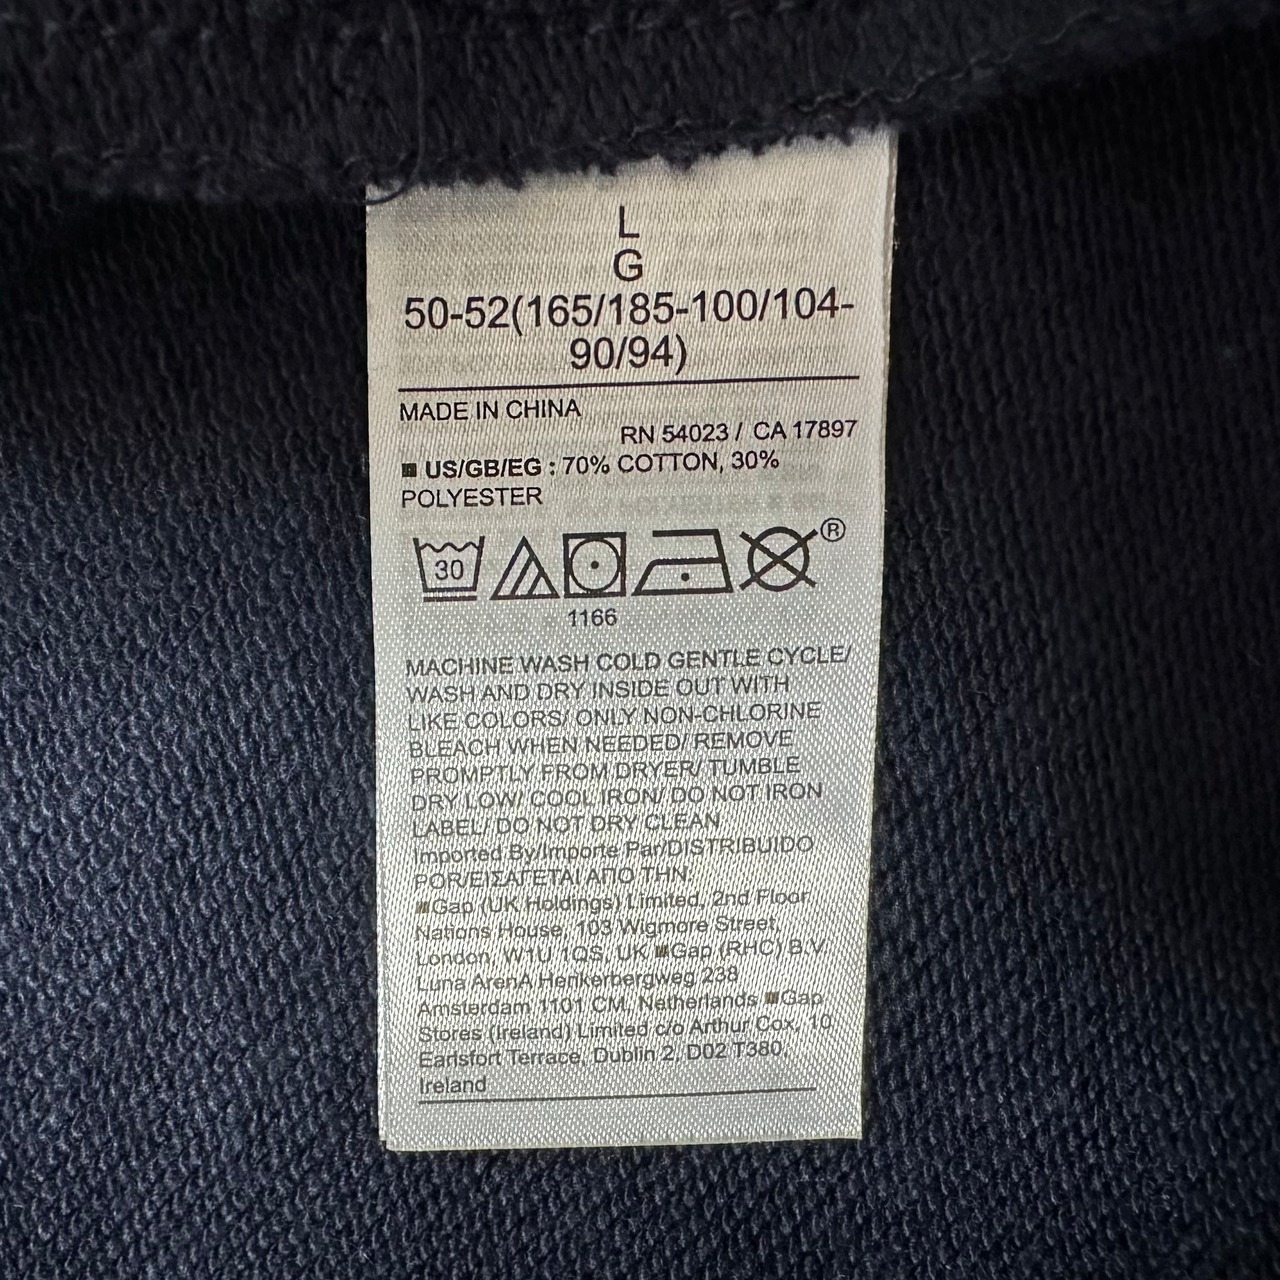 L
G
50-52(165/185-100/104-
90/94)
MADE IN CHINA
RN 54023 / CA 17897
US/GB/EG : 70% COTTON, 30%
POLYESTER
30
®
1166
MACHINE WASH COLD GENTLE CYCLE/
WASH AND DRY INSIDE OUT WITH
LIKE COLORS/ ONLY NON-CHLORINE
BLEACH WHEN NEEDED/ REMOVE
PROMPTLY FROM DRYER/ TUMBLE
DRY LOW/ COOL IRON/ DO NOT IRON
LABEL/ DO NOT DRY CLEAN
Imported By/Importe Par/DISTRIBUIDO
POR/ΕΙΣΑΓΕΤΑΙ ΑΠΟ ΤΗΝ:
Gap (UK Holdings) Limited, 2nd Floor
Nations House, 103 Wigmore Street,
London, W1U 1QS, UK Gap (RHC) B.V.
Luna ArenA Herikerbergweg 238
Amsterdam 1101 CM, Netherlands Gap
Stores (Ireland) Limited c/o Arthur Cox, 10
Earlsfort Terrace, Dublin 2, D02 T380,
Ireland